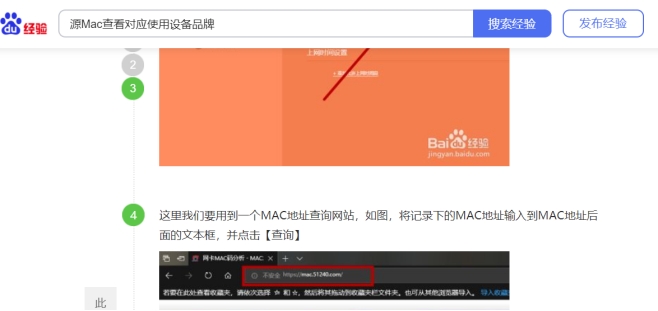 Bai du 经验
源Mac查看对应使用设备品牌
搜索经验
发布经验
上网时间设置
2
3
Bai du 经验
jingyan.baidu.com
4
这里我们要用到一个MAC地址查询网站，如图，将记录下的MAC地址输入到MAC地址后
面的文本框，并点击【查询】
网卡MAC码分析 - MAC
不安全 https://mac.51240.com/
若要在此处查看收藏夹，请依次选择 ☆ 和 ☆，然后将其拖动到收藏夹栏文件夹。也可从其他浏览器导入。 导入收藏
此